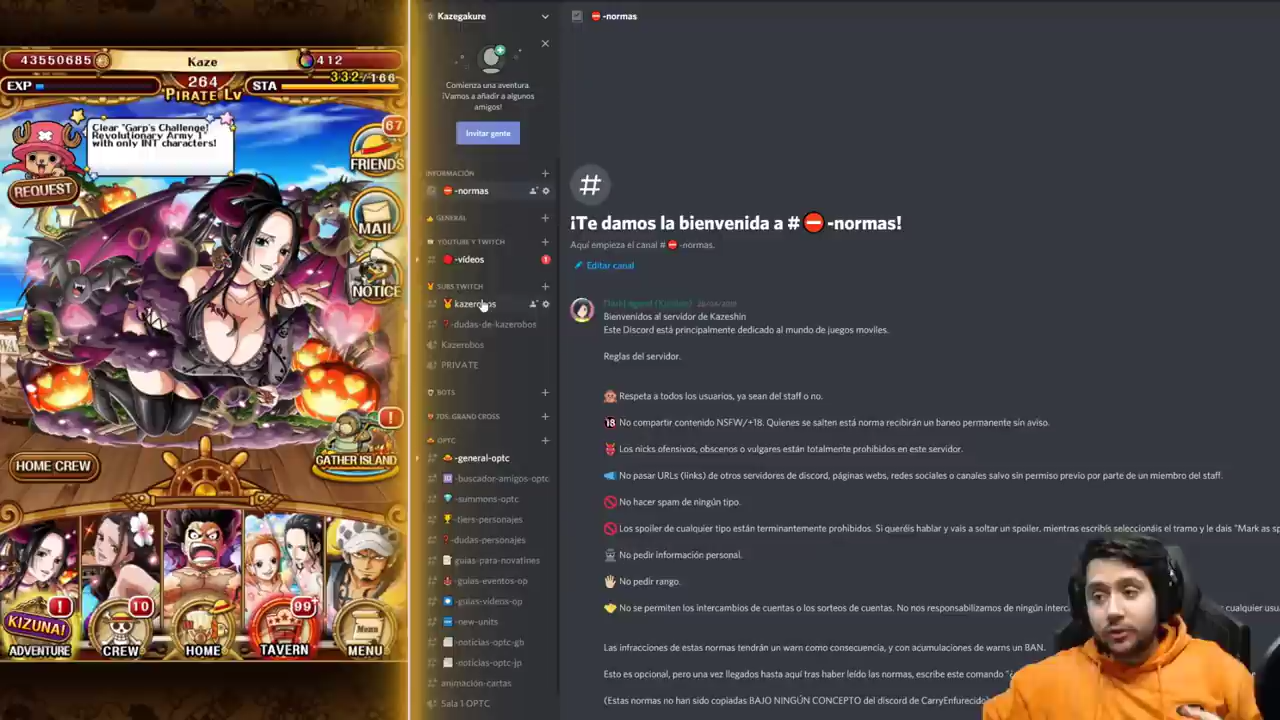 43550685
Kaze
412
EXP
264
PIRATE Lv
STA
332/166
Clear "Garp's Challenge!
Revolutionary Army 1"
with only INT characters!
REQUEST
67
FRIENDS
MAIL
NOTICE
HOME CREW
!
GATHER ISLAND
!
KIZUNA!
ADVENTURE
10
CREW
HOME
99+
TAVERN
Menu
MENU
Kazegakure
Comienza una aventura.
¡Vamos a añadir a algunos
amigos!
Invitar gente
INFORMACIÓN
-normas
GENERAL
YOUTUBE Y TWITCH
-vídeos
1
SUBS TWITCH
kazerobos
-dudas-de-kazerobos
Kazerobos
PRIVATE
BOTS
7DS: GRAND CROSS
OPTC
-general-optc
-buscador-amigos-optc
-summons-optc
-tiers-personajes
-dudas-personajes
guias-para-novatines
-guias-eventos-op
-guias-videos-op
-new-units
-noticias-optc-gb
-noticias-optc-jp
animación-cartas
Sala 1 OPTC
-normas
#
¡Te damos la bienvenida a # -normas!
Aquí empieza el canal # -normas.
Editar canal
Bienvenidos al servidor de Kazeshin
Este Discord está principalmente dedicado al mundo de juegos moviles.
Reglas del servidor.
Respeta a todos los usuarios, ya sean del staff o no.
18 No compartir contenido NSFW/+18. Quienes se salten está norma recibirán un baneo permanente sin aviso.
Los nicks ofensivos, obscenos o vulgares están totalmente prohibidos en este servidor.
No pasar URLs (links) de otros servidores de discord, páginas webs, redes sociales o canales salvo sin permiso previo por parte de un miembro del staff.
No hacer spam de ningún tipo.
Los spoiler de cualquier tipo están terminantemente prohibidos. Si queréis hablar y vais a soltar un spoiler, mientras escribís seleccionáis el tramo y le dais "Mark as sp
No pedir información personal.
No pedir rango.
No se permiten los intercambios de cuentas o los sorteos de cuentas. No nos responsabilizamos de ningún interc cualquier usu
Las infracciones de estas normas tendrán un warn como consecuencia, y con acumulaciones de warns un BAN.
Esto es opcional, pero una vez llegados hasta aquí tras haber leído las normas, escribe este comando "¿
(Estas normas no han sido copiadas BAJO NINGÚN CONCEPTO del discord de CarryEnfurecido)